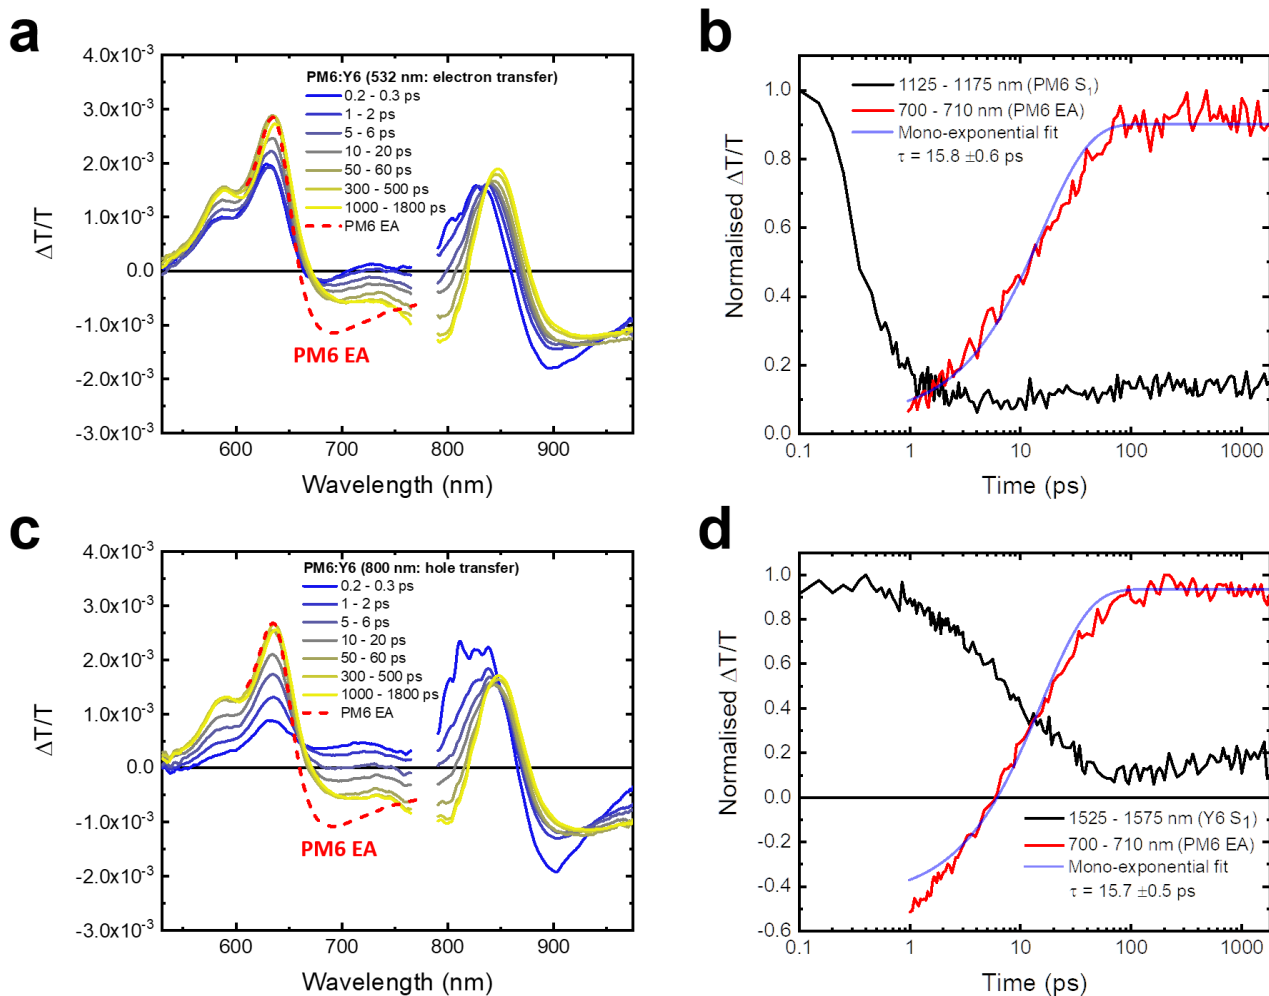 a
4.0x10⁻³
3.0x10⁻³
2.0x10⁻³
1.0x10⁻³
0.0
-1.0x10⁻³
-2.0x10⁻³
-3.0x10⁻³
ΔT/T
PM6:Y6 (532 nm: electron transfer)
0.2 - 0.3 ps
1 - 2 ps
5 - 6 ps
10 - 20 ps
50 - 60 ps
300 - 500 ps
1000 - 1800 ps
PM6 EA
PM6 EA
600 700 800 900
Wavelength (nm)
b
1.0
0.8
0.6
0.4
0.2
0.0
Normalised ΔT/T
1125 - 1175 nm (PM6 S₁)
700 - 710 nm (PM6 EA)
Mono-exponential fit
τ = 15.8 ±0.6 ps
0.1 1 10 100 1000
Time (ps)
c
4.0x10⁻³
3.0x10⁻³
2.0x10⁻³
1.0x10⁻³
0.0
-1.0x10⁻³
-2.0x10⁻³
-3.0x10⁻³
ΔT/T
PM6:Y6 (800 nm: hole transfer)
0.2 - 0.3 ps
1 - 2 ps
5 - 6 ps
10 - 20 ps
50 - 60 ps
300 - 500 ps
1000 - 1800 ps
PM6 EA
PM6 EA
600 700 800 900
Wavelength (nm)
d
1.0
0.8
0.6
0.4
0.2
0.0
-0.2
-0.4
-0.6
Normalised ΔT/T
1525 - 1575 nm (Y6 S₁)
700 - 710 nm (PM6 EA)
Mono-exponential fit
τ = 15.7 ±0.5 ps
0.1 1 10 100 1000
Time (ps)